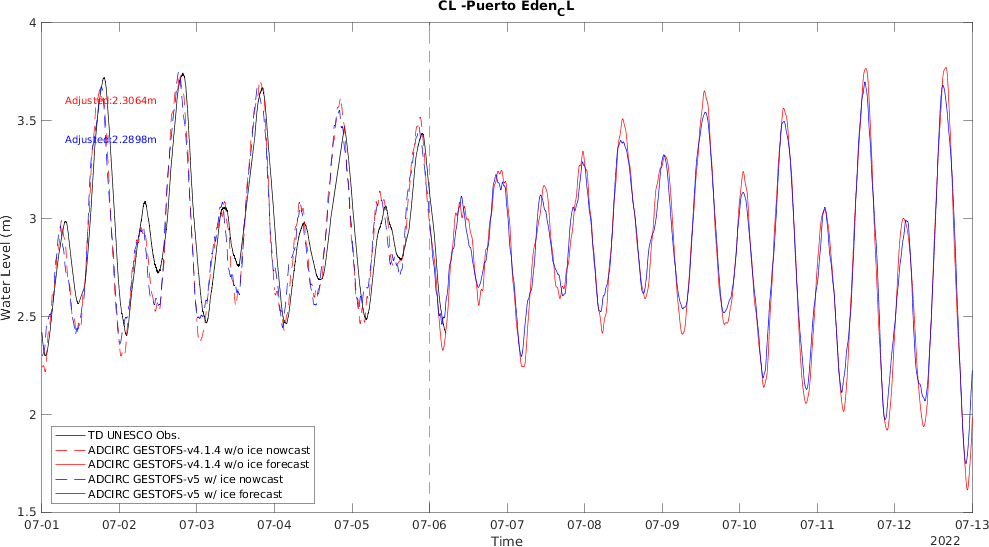 CL -Puerto Eden_CL
4
3.5
3
2.5
2
1.5
Water Level (m)
Adjusted:2.3064m
Adjusted:2.2898m
TD UNESCO Obs.
ADCIRC GESTOFS-v4.1.4 w/o ice nowcast
ADCIRC GESTOFS-v4.1.4 w/o ice forecast
ADCIRC GESTOFS-v5 w/ ice nowcast
ADCIRC GESTOFS-v5 w/ ice forecast
07-01 07-02 07-03 07-04 07-05 07-06 07-07 07-08 07-09 07-10 07-11 07-12 07-13
Time
2022